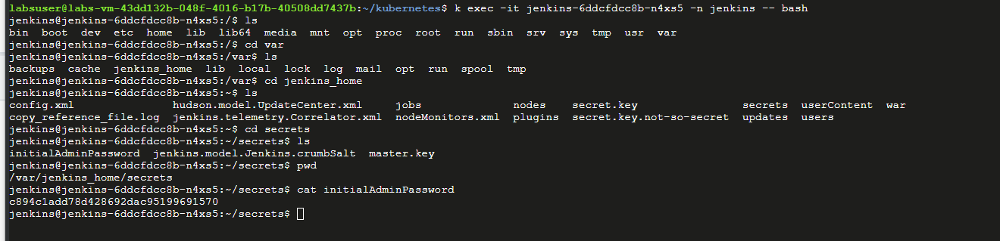 labsuser@labs-vm-43dd132b-048f-4016-b17b-40508dd7437b:~/kubernetes$ k exec -it jenkins-6ddcfdcc8b-n4xs5 -n jenkins -- bash
jenkins@jenkins-6ddcfdcc8b-n4xs5:/$ ls
bin  boot  dev  etc  home  lib  lib64  media  mnt  opt  proc  root  run  sbin  srv  sys  tmp  usr  var
jenkins@jenkins-6ddcfdcc8b-n4xs5:/$ cd var
jenkins@jenkins-6ddcfdcc8b-n4xs5:/var$ ls
backups  cache  jenkins_home  lib  local  lock  log  mail  opt  run  spool  tmp
jenkins@jenkins-6ddcfdcc8b-n4xs5:/var$ cd jenkins_home
jenkins@jenkins-6ddcfdcc8b-n4xs5:~$ ls
config.xml               hudson.model.UpdateCenter.xml     jobs              nodes    secret.key                secrets  userContent  war
copy_reference_file.log  jenkins.telemetry.Correlator.xml  nodeMonitors.xml  plugins  secret.key.not-so-secret  updates  users
jenkins@jenkins-6ddcfdcc8b-n4xs5:~$ cd secrets
jenkins@jenkins-6ddcfdcc8b-n4xs5:~/secrets$ ls
initialAdminPassword  jenkins.model.Jenkins.crumbSalt  master.key
jenkins@jenkins-6ddcfdcc8b-n4xs5:~/secrets$ pwd
/var/jenkins_home/secrets
jenkins@jenkins-6ddcfdcc8b-n4xs5:~/secrets$ cat initialAdminPassword
c894c1add78d428692dac95199691570
jenkins@jenkins-6ddcfdcc8b-n4xs5:~/secrets$